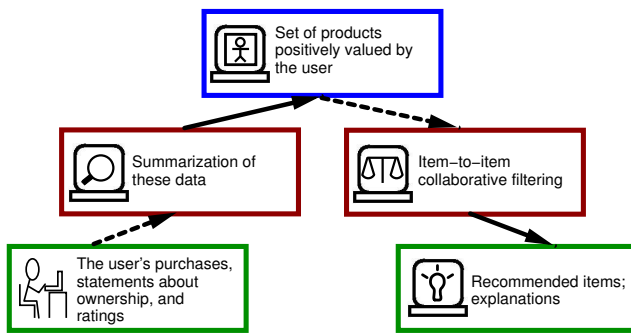 Set of products
positively valued by
the user
Summarization of
these data
Item−to−item
collaborative filtering
The user's purchases,
statements about
ownership, and
ratings
Recommended items;
explanations